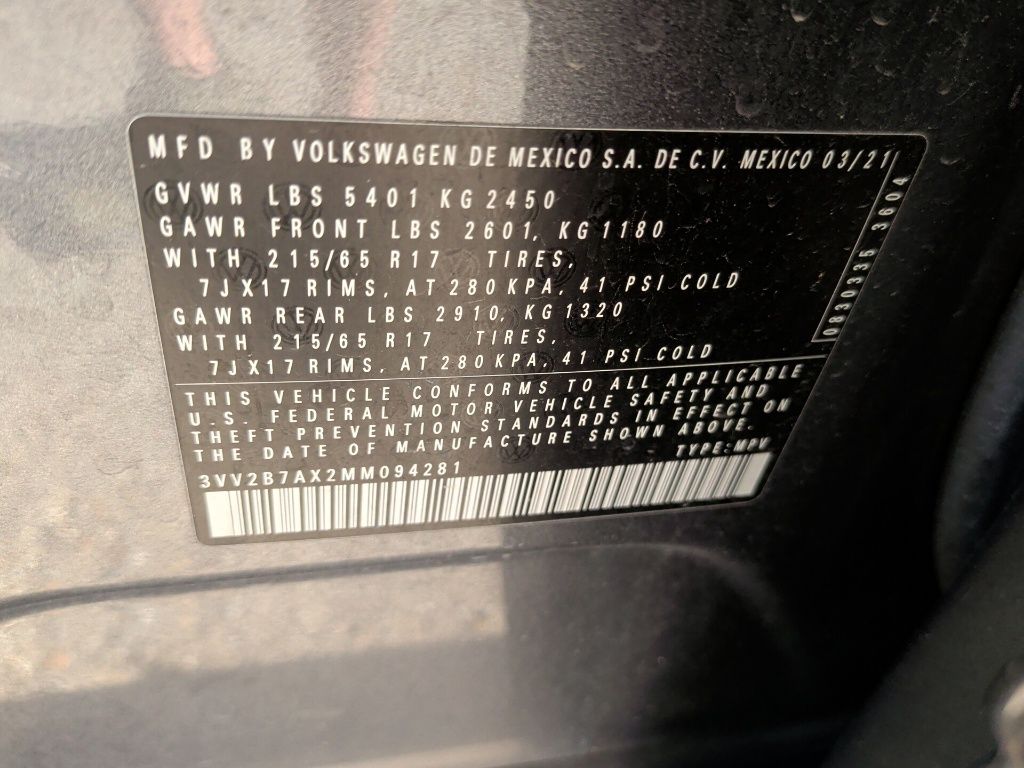 MFD BY VOLKSWAGEN DE MEXICO S.A. DE C.V. MEXICO 03/21
GVWR LBS 5401 KG 2450
GAWR FRONT LBS 2601, KG 1180
WITH 215/65 R17 TIRES,
7JX17 RIMS, AT 280 KPA, 41 PSI COLD
GAWR REAR LBS 2910, KG 1320
WITH 215/65 R17 TIRES,
7JX17 RIMS, AT 280 KPA, 41 PSI COLD
THIS VEHICLE CONFORMS TO ALL APPLICABLE
U.S. FEDERAL MOTOR VEHICLE SAFETY AND
THEFT PREVENTION STANDARDS IN EFFECT ON
THE DATE OF MANUFACTURE SHOWN ABOVE.
TYPE: MPV
3VV2B7AX2MM094281
0830335 3604